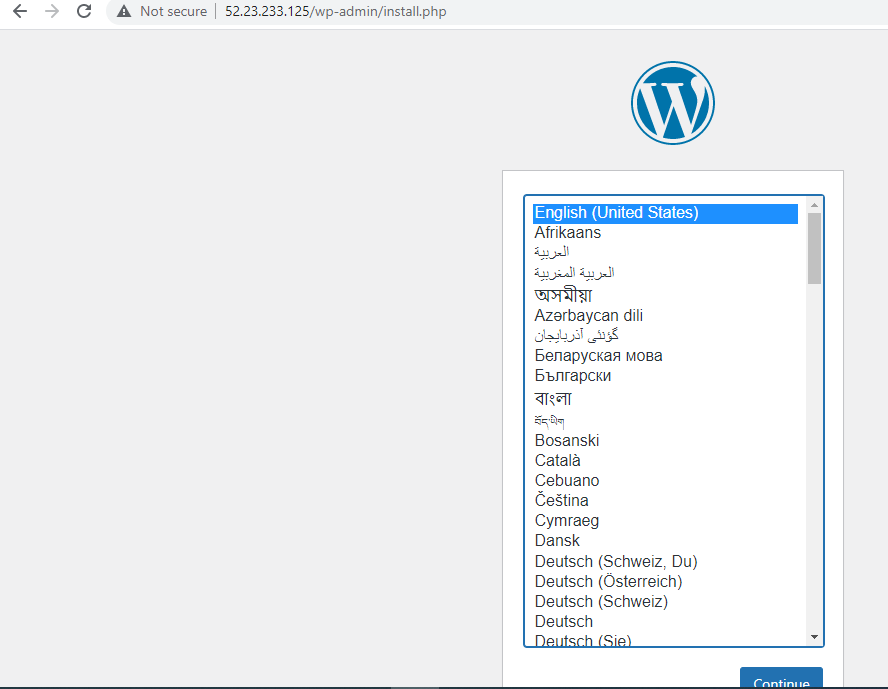 Not secure | 52.23.233.125/wp-admin/install.php
W
English (United States)
Afrikaans
العربية
العربية المغربية
অসমীয়া
Azərbaycan dili
گؤنئی آذربایجان
Беларуская мова
Български
বাংলা
བོད་ཡིག
Bosanski
Català
Cebuano
Čeština
Cymraeg
Dansk
Deutsch (Schweiz, Du)
Deutsch (Österreich)
Deutsch (Schweiz)
Deutsch
Deutsch (Sie)
Continue